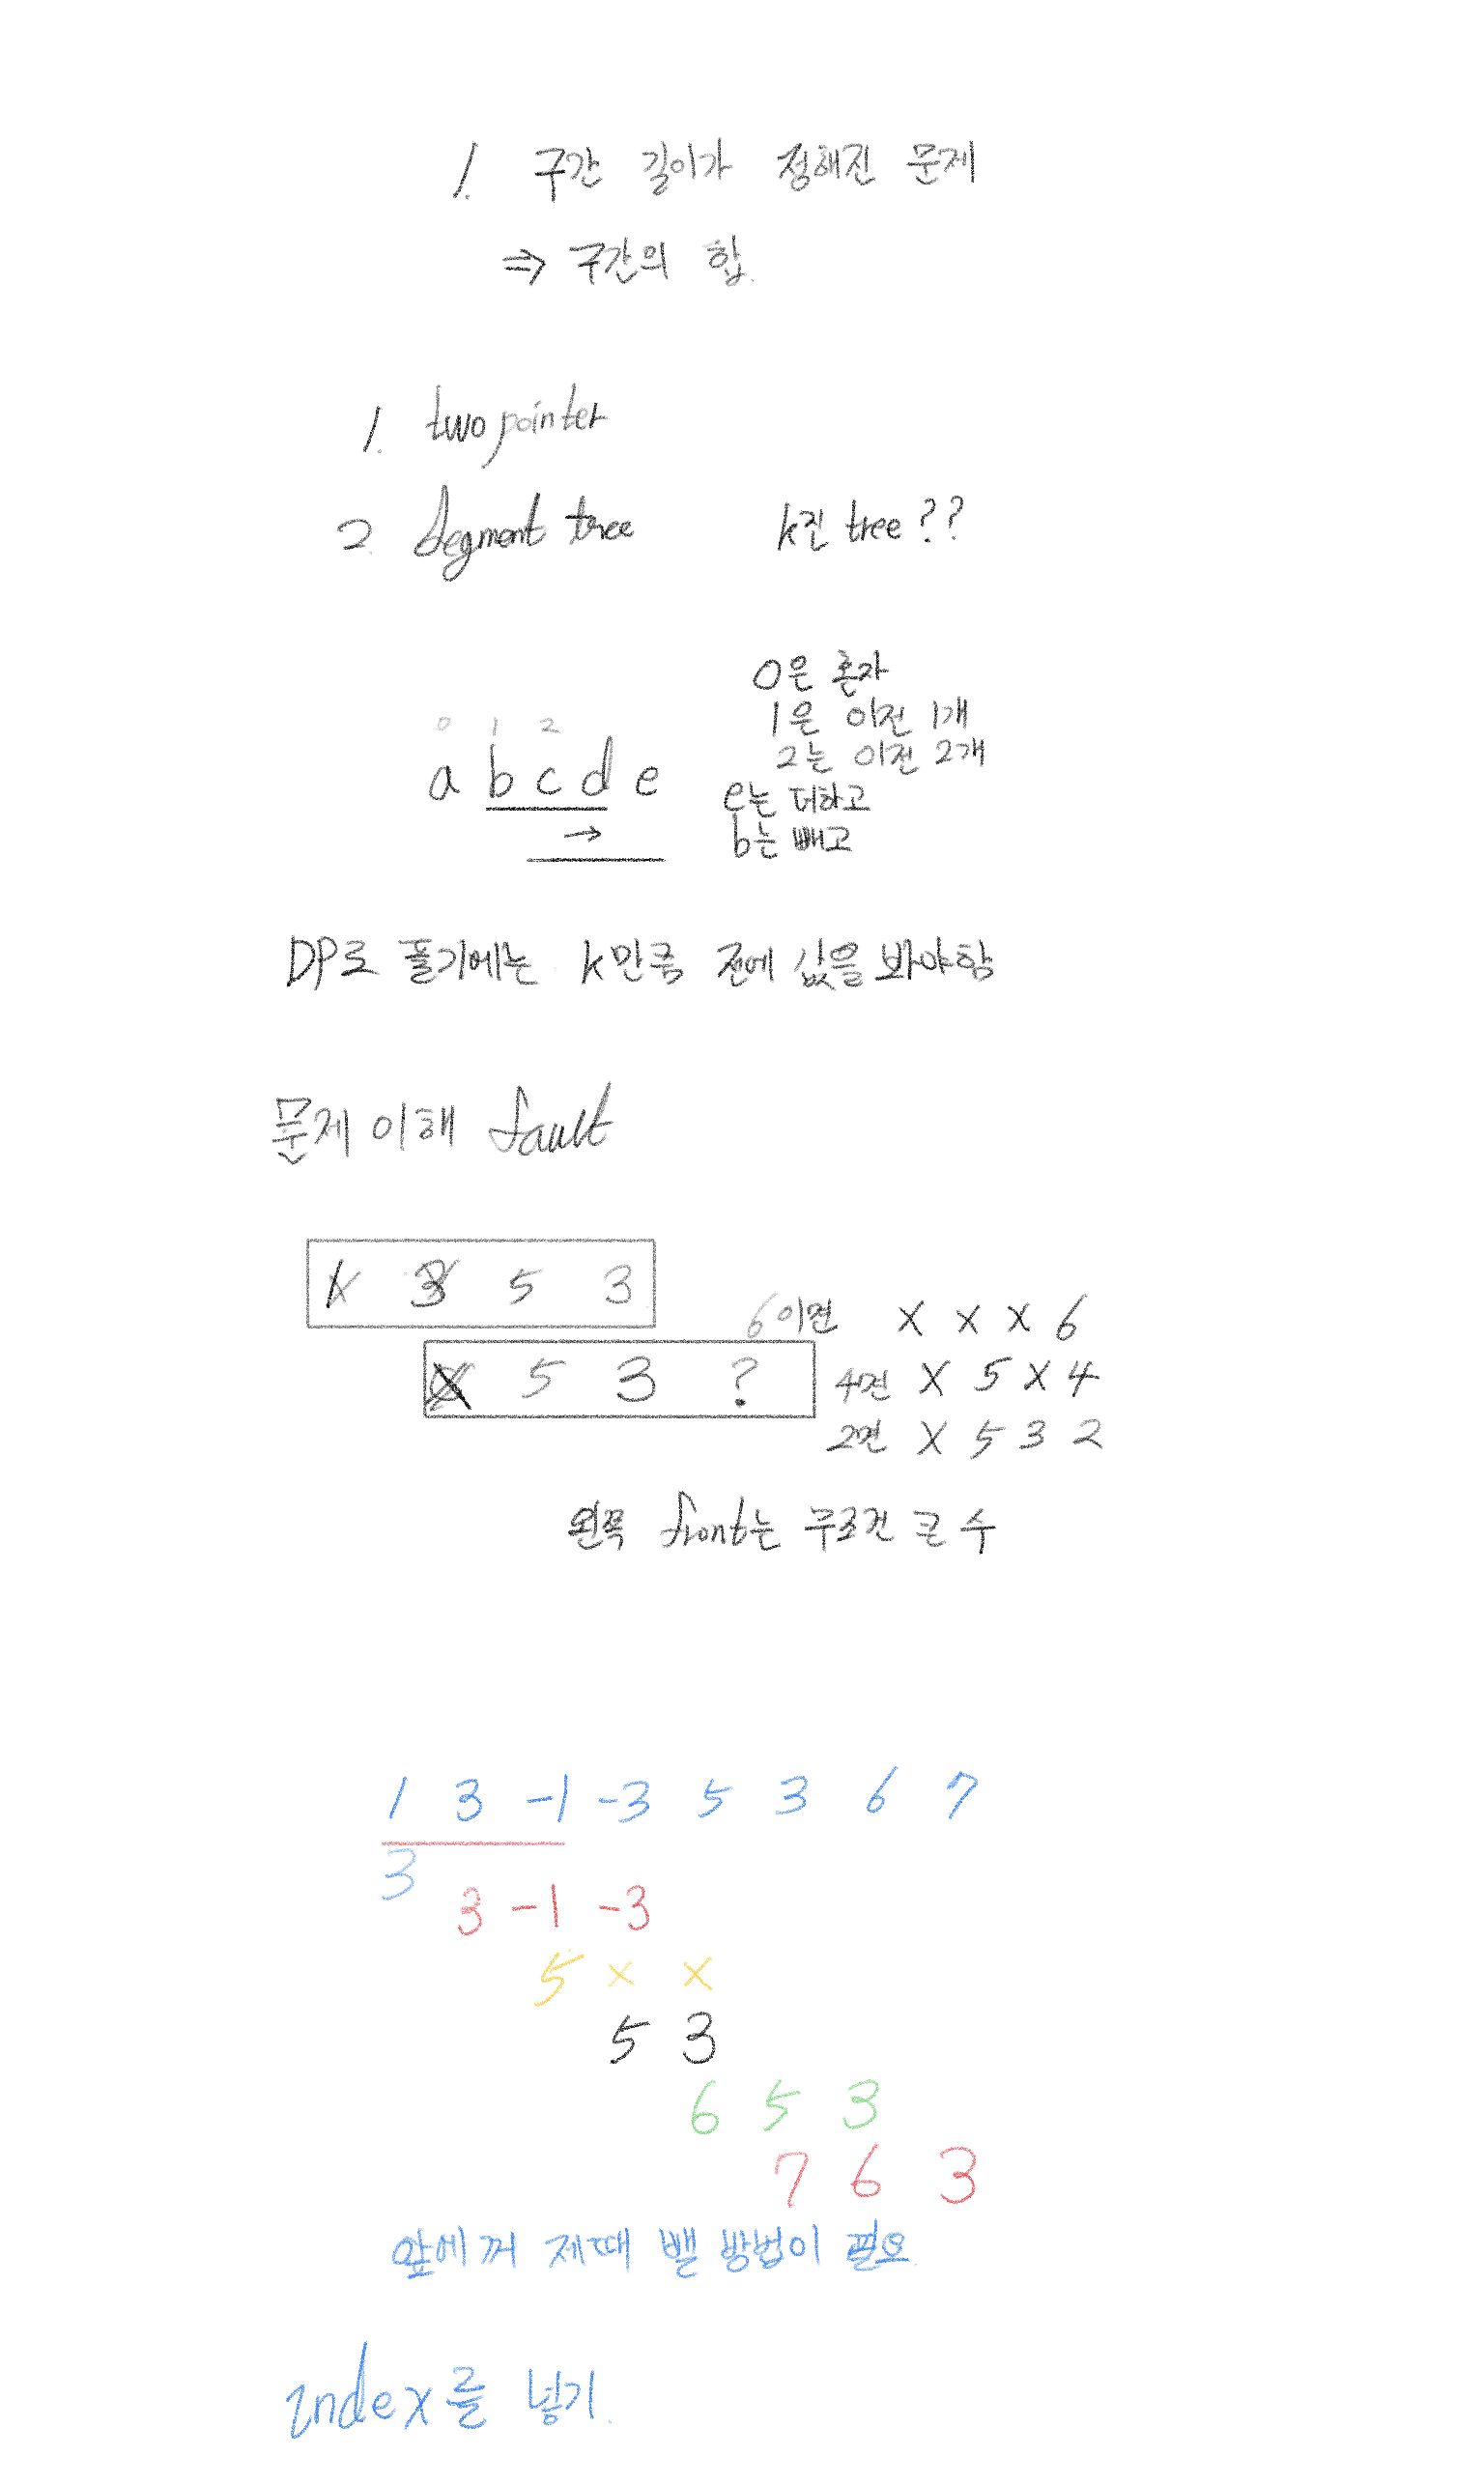 1. 구간 길이가 정해진 문제
⇒ 구간의 합.
1. two pointer
2. segment tree k진 tree ??
0은 혼자
0 1 2 1은 이전 1개
2는 이전 2개
a b c d e e는 더하고
→ b는 빼고
DP로 풀기에는 k만큼 전에 값을 봐야함
문제 이해 fault
1 3 5 3
6이면 x x x 6
5 3 ? 4면 x 5 x 4
2면 x 5 3 2
왼쪽 front는 무조건 큰 수
1 3 -1 -3 5 3 6 7
3
3 -1 -3
5 x x
5 3
6 5 3
7 6 3
앞에꺼 제때 뺄 방법이 필요.
index를 넣기.